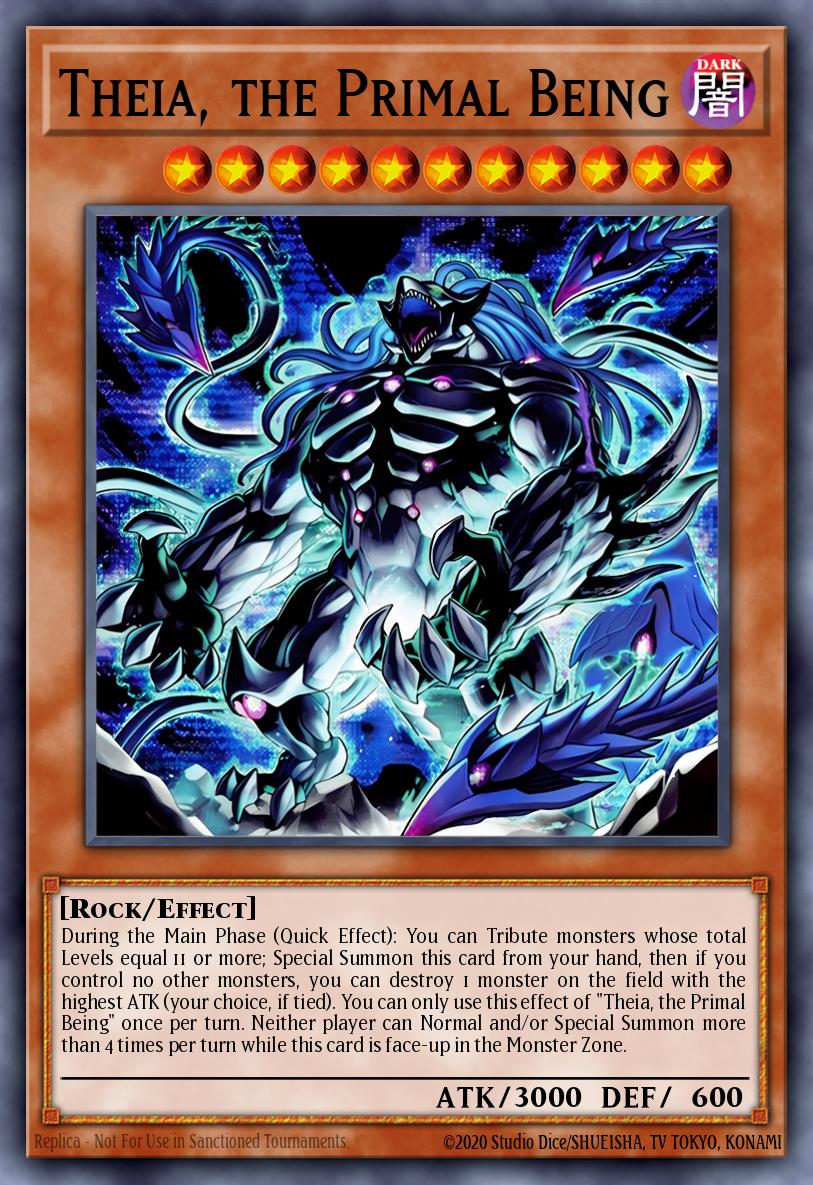 Theia, the Primal Being
DARK
闇
[Rock/Effect]
During the Main Phase (Quick Effect): You can Tribute monsters whose total
Levels equal 11 or more; Special Summon this card from your hand, then if you
control no other monsters, you can destroy 1 monster on the field with the
highest ATK (your choice, if tied). You can only use this effect of "Theia, the Primal
Being" once per turn. Neither player can Normal and/or Special Summon more
than 4 times per turn while this card is face-up in the Monster Zone.
ATK/3000 DEF/ 600
Replica - Not For Use in Sanctioned Tournaments.
©2020 Studio Dice/SHUEISHA, TV TOKYO, KONAMI